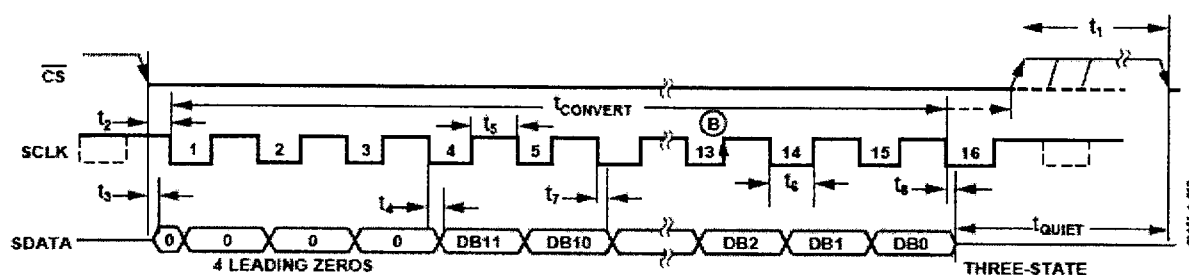 t1
CS
tCONVERT
t2
t5
B
SCLK
1 2 3 4 5 13 14 15 16
t3
t4
t7
t6
t8
SDATA
0 0 0 0 DB11 DB10 DB2 DB1 DB0
tQUIET
4 LEADING ZEROS
THREE-STATE